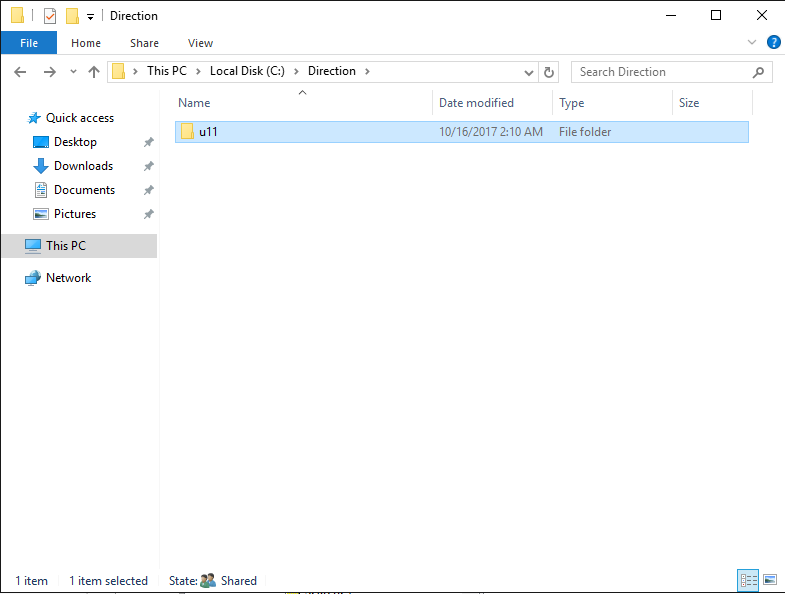 Direction
File Home Share View
This PC Local Disk (C:) Direction Search Direction
Name Date modified Type Size
Quick access
u11 10/16/2017 2:10 AM File folder
Desktop
Downloads
Documents
Pictures
This PC
Network
1 item 1 item selected State: Shared